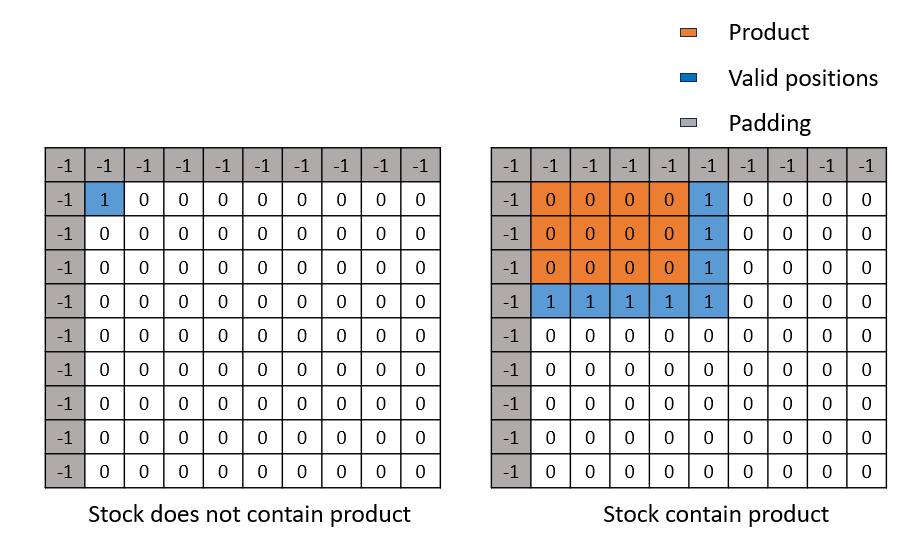 Product
Valid positions
Padding
-1 -1 -1 -1 -1 -1 -1 -1 -1 -1
-1 1 0 0 0 0 0 0 0 0
-1 0 0 0 0 0 0 0 0 0
-1 0 0 0 0 0 0 0 0 0
-1 0 0 0 0 0 0 0 0 0
-1 0 0 0 0 0 0 0 0 0
-1 0 0 0 0 0 0 0 0 0
-1 0 0 0 0 0 0 0 0 0
-1 0 0 0 0 0 0 0 0 0
-1 0 0 0 0 0 0 0 0 0
Stock does not contain product
-1 -1 -1 -1 -1 -1 -1 -1 -1 -1
-1 0 0 0 0 1 0 0 0 0
-1 0 0 0 0 1 0 0 0 0
-1 0 0 0 0 1 0 0 0 0
-1 1 1 1 1 1 0 0 0 0
-1 0 0 0 0 0 0 0 0 0
-1 0 0 0 0 0 0 0 0 0
-1 0 0 0 0 0 0 0 0 0
-1 0 0 0 0 0 0 0 0 0
-1 0 0 0 0 0 0 0 0 0
Stock contain product